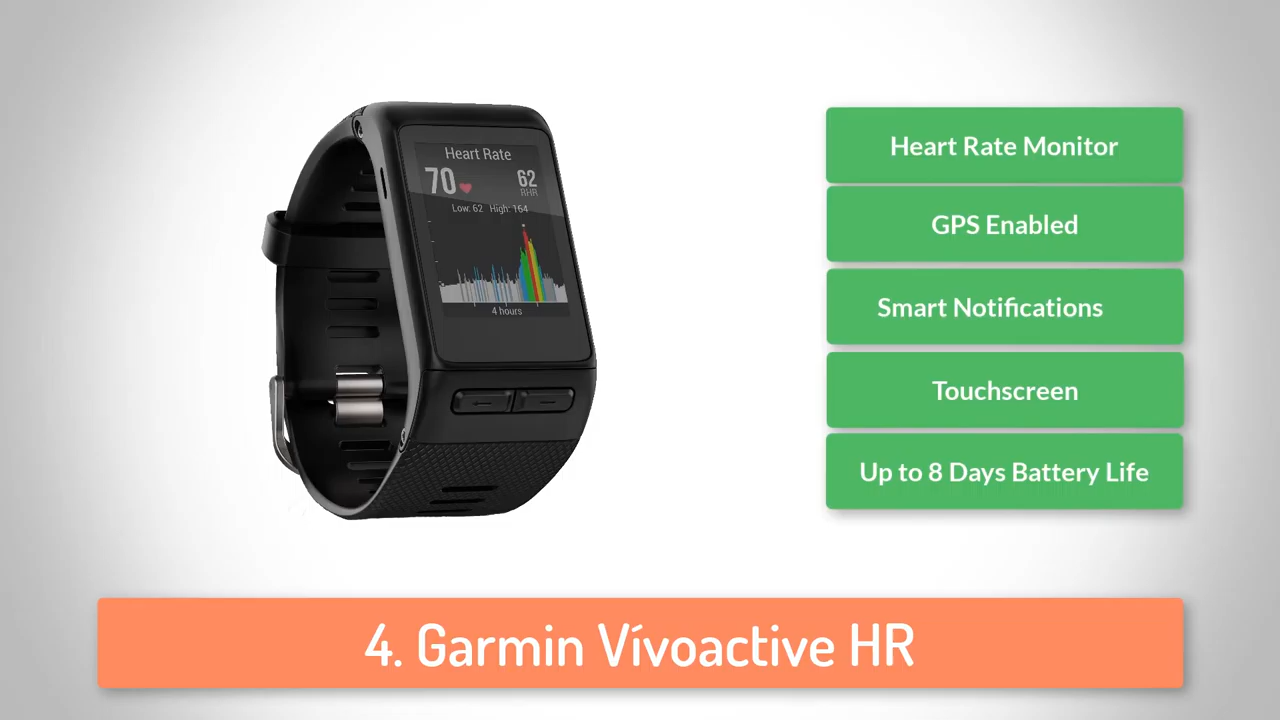 Heart Rate
70
62
RHR
Low: 62 High: 164
4 hours
Heart Rate Monitor
GPS Enabled
Smart Notifications
Touchscreen
Up to 8 Days Battery Life
4. Garmin Vívoactive HR